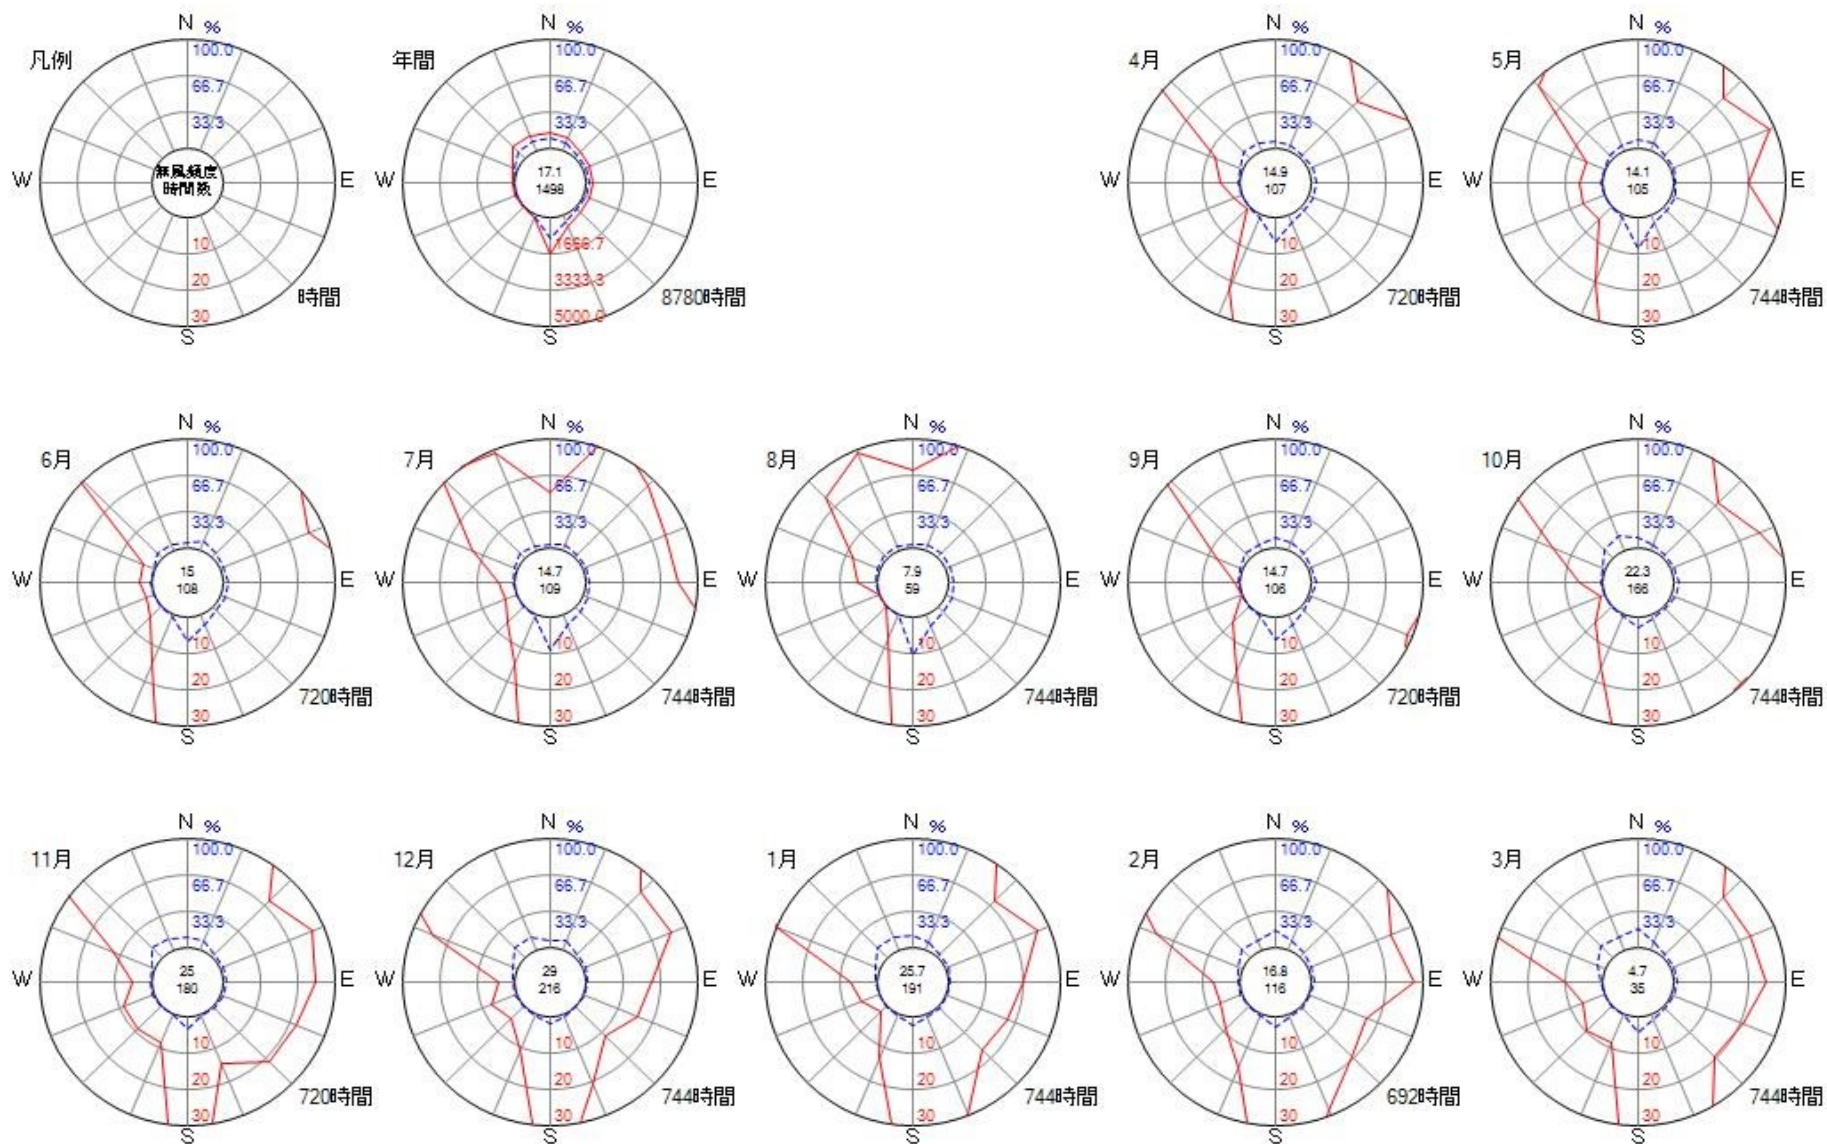 N %
凡例
100.0
66.7
33.3
W
無風頻度
時間数
E
10
20
30
時間
S
N %
年間
100.0
66.7
33.3
W
17.1
1498
E
1666.7
3333.3
5000.0
8780時間
S
N %
4月
100.0
66.7
33.3
W
14.9
107
E
10
20
30
720時間
S
N %
5月
100.0
66.7
33.3
W
14.1
105
E
10
20
30
744時間
S
N %
6月
100.0
66.7
33.3
W
15
108
E
10
20
30
720時間
S
N %
7月
100.0
66.7
33.3
W
14.7
109
E
10
20
30
744時間
S
N %
8月
100.0
66.7
33.3
W
7.9
59
E
10
20
30
744時間
S
N %
9月
100.0
66.7
33.3
W
14.7
106
E
10
20
30
720時間
S
N %
10月
100.0
66.7
33.3
W
22.3
166
E
10
20
30
744時間
S
N %
11月
100.0
66.7
33.3
W
25
180
E
10
20
30
720時間
S
N %
12月
100.0
66.7
33.3
W
29
216
E
10
20
30
744時間
S
N %
1月
100.0
66.7
33.3
W
25.7
191
E
10
20
30
744時間
S
N %
2月
100.0
66.7
33.3
W
16.8
116
E
10
20
30
692時間
S
N %
3月
100.0
66.7
33.3
W
4.7
35
E
10
20
30
744時間
S